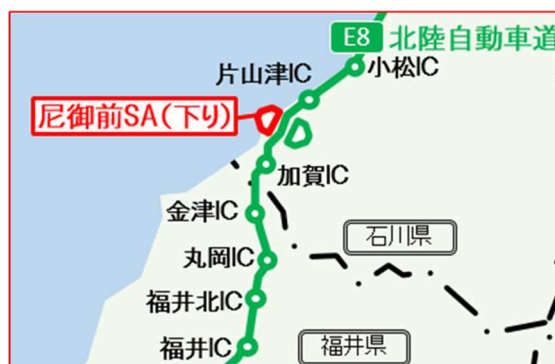 E8 北陸自動車道
小松IC
片山津IC
尼御前SA(下り)
加賀IC
金津IC
石川県
丸岡IC
福井北IC
福井県
福井IC